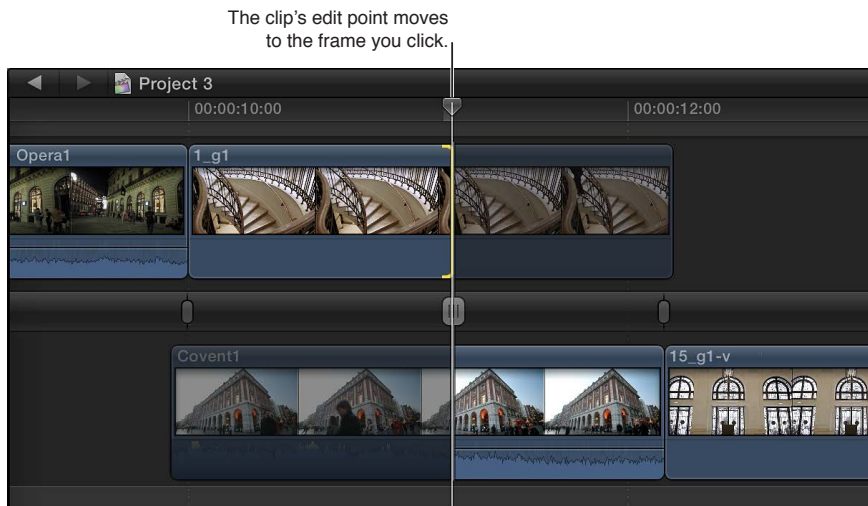 The clip’s edit point moves
to the frame you click.
Project 3
00:00:10:00
00:00:12:00
Opera1
1_g1
Covent1
15_g1-v